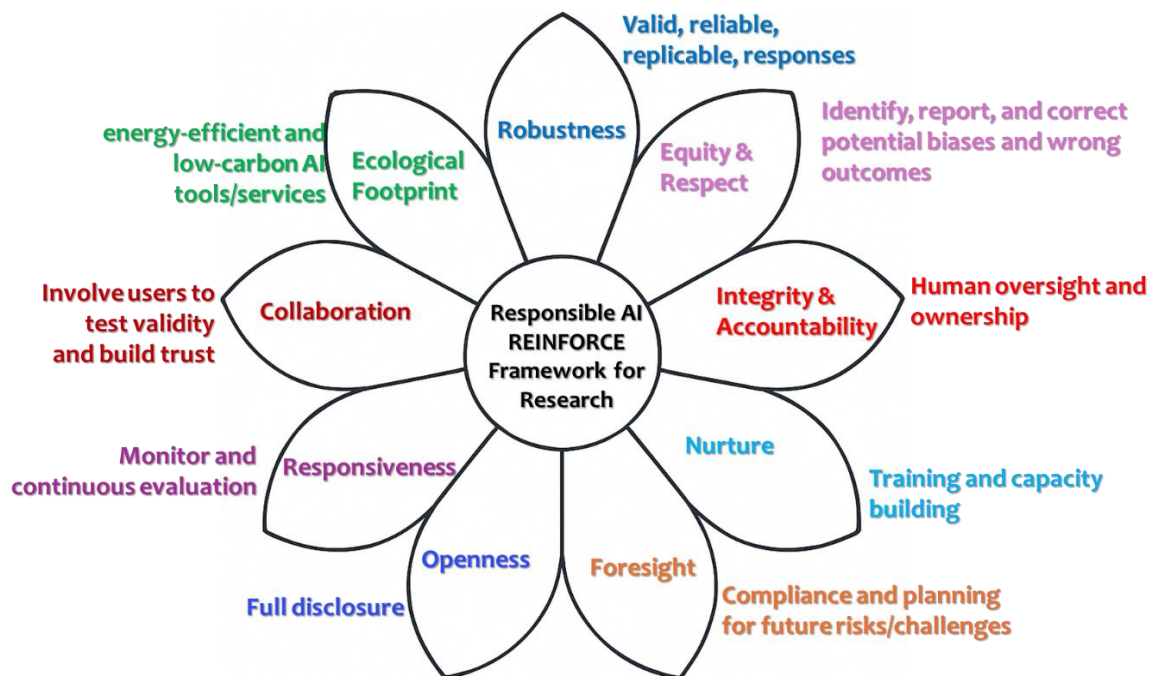 Valid, reliable,
replicable, responses
Robustness
Identify, report, and correct
potential biases and wrong
outcomes
Equity &
Respect
Human oversight and
ownership
Integrity &
Accountability
Nurture
Training and capacity
building
Foresight
Compliance and planning
for future risks/challenges
Openness
Full disclosure
Responsiveness
Monitor and
continuous evaluation
Collaboration
Involve users to
test validity
and build trust
Ecological
Footprint
energy-efficient and
low-carbon AI
tools/services
Responsible AI
REINFORCE
Framework for
Research